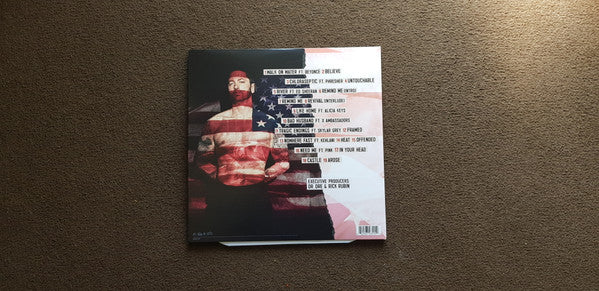 1 WALK ON WATER FT. BEYONCÉ 2 BELIEVE
3 CHLORASEPTIC FT. PHRESHER 4 UNTOUCHABLE
5 RIVER FT. ED SHEERAN 6 REMIND ME (INTRO)
7 REMIND ME 8 REVIVAL (INTERLUDE)
9 LIKE HOME FT. ALICIA KEYS
10 BAD HUSBAND FT. X AMBASSADORS
11 TRAGIC ENDINGS FT. SKYLAR GREY 12 FRAMED
13 NOWHERE FAST FT. KEHLANI 14 HEAT 15 OFFENDED
16 NEED ME FT. P!NK 17 IN YOUR HEAD
18 CASTLE 19 AROSE
EXECUTIVE PRODUCERS
DR DRE & RICK RUBIN